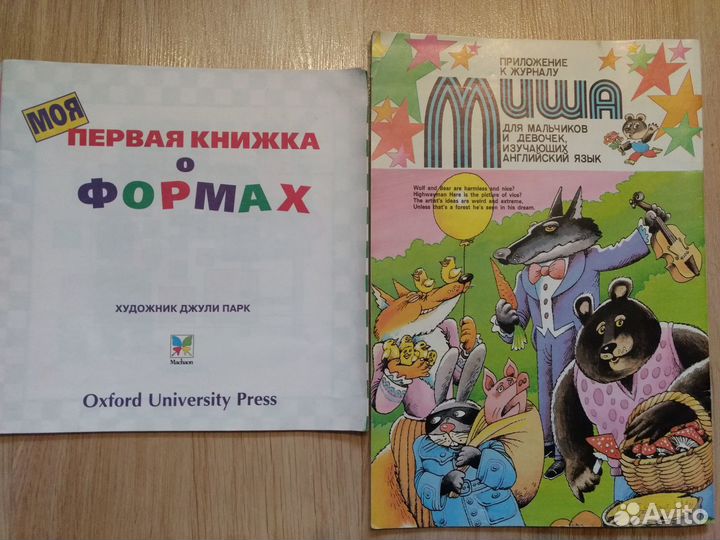 МОЯ
ПЕРВАЯ КНИЖКА
О
ФОРМАХ
ХУДОЖНИК ДЖУЛИ ПАРК
Machaon
Oxford University Press
ПРИЛОЖЕНИЕ
К ЖУРНАЛУ
МИША
ДЛЯ МАЛЬЧИКОВ
И ДЕВОЧЕК,
ИЗУЧАЮЩИХ
АНГЛИЙСКИЙ ЯЗЫК
Wolf and Bear are harmless and nice?
Highwayman Hare is the picture of vice?
The artist's ideas are weird and extreme,
Unless that's a forest he's seen in his dream.
Avito